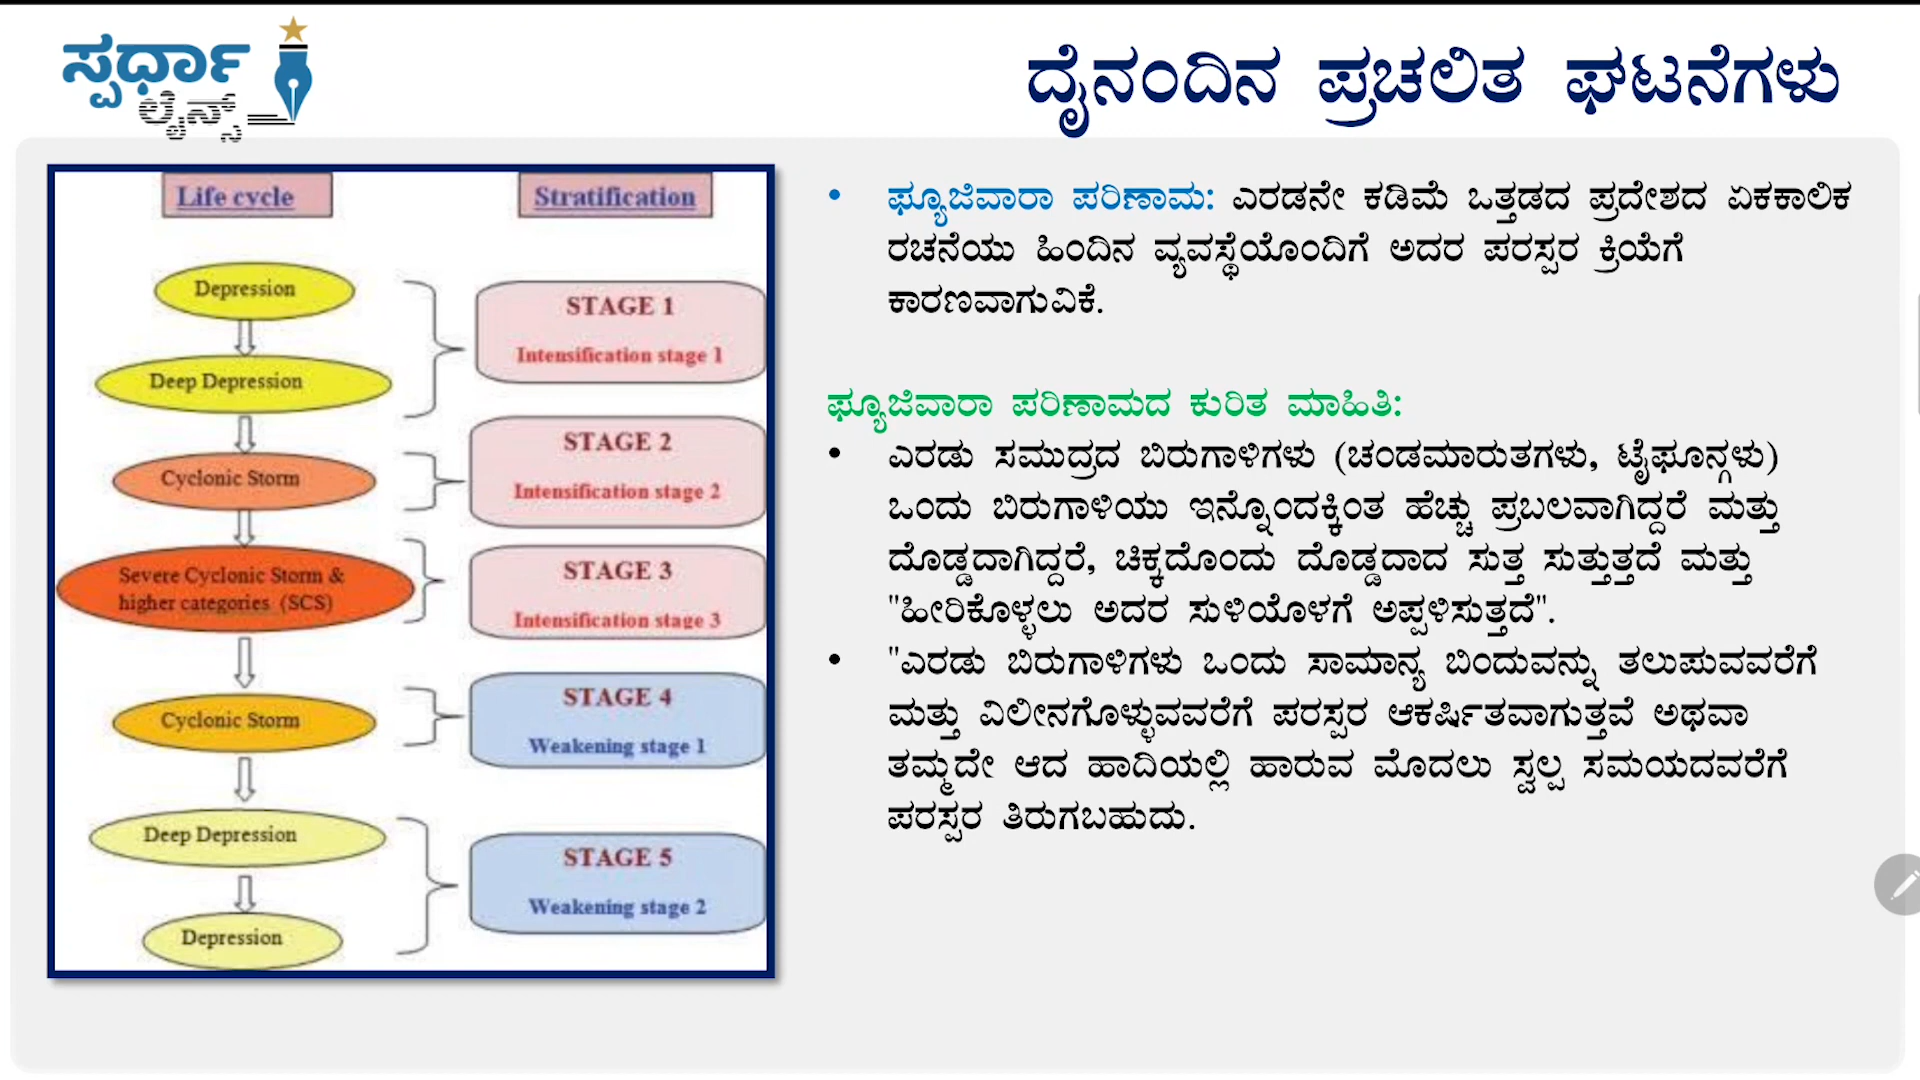 ಸ್ಪರ್ಧಾ
ಲೈನ್ಸ್
ದೈನಂದಿನ ಪ್ರಚಲಿತ ಘಟನೆಗಳು
Life cycle
Stratification
Depression
Deep Depression
STAGE 1
Intensification stage 1
Cyclonic Storm
STAGE 2
Intensification stage 2
Severe Cyclonic Storm &
higher categories (SCS)
STAGE 3
Intensification stage 3
Cyclonic Storm
STAGE 4
Weakening stage 1
Deep Depression
Depression
STAGE 5
Weakening stage 2
• ಫ್ಯೂಜಿವಾರಾ ಪರಿಣಾಮ: ಎರಡನೇ ಕಡಿಮೆ ಒತ್ತಡದ ಪ್ರದೇಶದ ಏಕಕಾಲಿಕ
ರಚನೆಯು ಹಿಂದಿನ ವ್ಯವಸ್ಥೆಯೊಂದಿಗೆ ಅದರ ಪರಸ್ಪರ ಕ್ರಿಯೆಗೆ
ಕಾರಣವಾಗುವಿಕೆ.
ಫ್ಯೂಜಿವಾರಾ ಪರಿಣಾಮದ ಕುರಿತ ಮಾಹಿತಿ:
• ಎರಡು ಸಮುದ್ರದ ಬಿರುಗಾಳಿಗಳು (ಚಂಡಮಾರುತಗಳು, ಟೈಫೂನ್ಗಳು)
ಒಂದು ಬಿರುಗಾಳಿಯು ಇನ್ನೊಂದಕ್ಕಿಂತ ಹೆಚ್ಚು ಪ್ರಬಲವಾಗಿದ್ದರೆ ಮತ್ತು
ದೊಡ್ಡದಾಗಿದ್ದರೆ, ಚಿಕ್ಕದೊಂದು ದೊಡ್ಡದಾದ ಸುತ್ತ ಸುತ್ತುತ್ತದೆ ಮತ್ತು
"ಹೀರಿಕೊಳ್ಳಲು ಅದರ ಸುಳಿಯೊಳಗೆ ಅಪ್ಪಳಿಸುತ್ತದೆ".
• "ಎರಡು ಬಿರುಗಾಳಿಗಳು ಒಂದು ಸಾಮಾನ್ಯ ಬಿಂದುವನ್ನು ತಲುಪುವವರೆಗೆ
ಮತ್ತು ವಿಲೀನಗೊಳ್ಳುವವರೆಗೆ ಪರಸ್ಪರ ಆಕರ್ಷಿತವಾಗುತ್ತವೆ ಅಥವಾ
ತಮ್ಮದೇ ಆದ ಹಾದಿಯಲ್ಲಿ ಹಾರುವ ಮೊದಲು ಸ್ವಲ್ಪ ಸಮಯದವರೆಗೆ
ಪರಸ್ಪರ ತಿರುಗಬಹುದು.